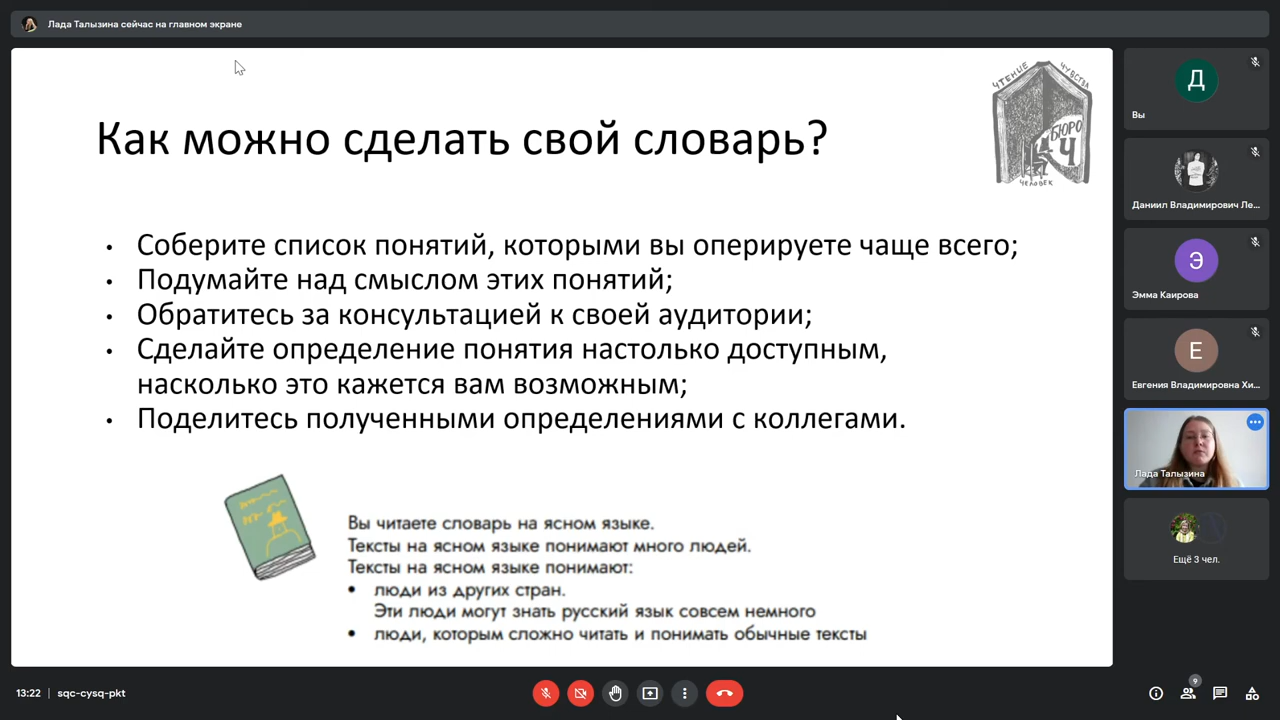 Лада Талызина сейчас на главном экране
ЧТЕНИЕ ЧУВСТВА
БЮРО
Ч
ЧЕЛОВЕК
Как можно сделать свой словарь?
• Соберите список понятий, которыми вы оперируете чаще всего;
• Подумайте над смыслом этих понятий;
• Обратитесь за консультацией к своей аудитории;
• Сделайте определение понятия настолько доступным,
насколько это кажется вам возможным;
• Поделитесь полученными определениями с коллегами.
Вы читаете словарь на ясном языке.
Тексты на ясном языке понимают много людей.
Тексты на ясном языке понимают:
• люди из других стран.
Эти люди могут знать русский язык совсем немного
• люди, которым сложно читать и понимать обычные тексты
Д
Вы
Даниил Владимирович Ле...
Э
Эмма Каирова
Е
Евгения Владимировна Хи...
Лада Талызина
Ещё 3 чел.
13:22 | sqc-cysq-pkt
9